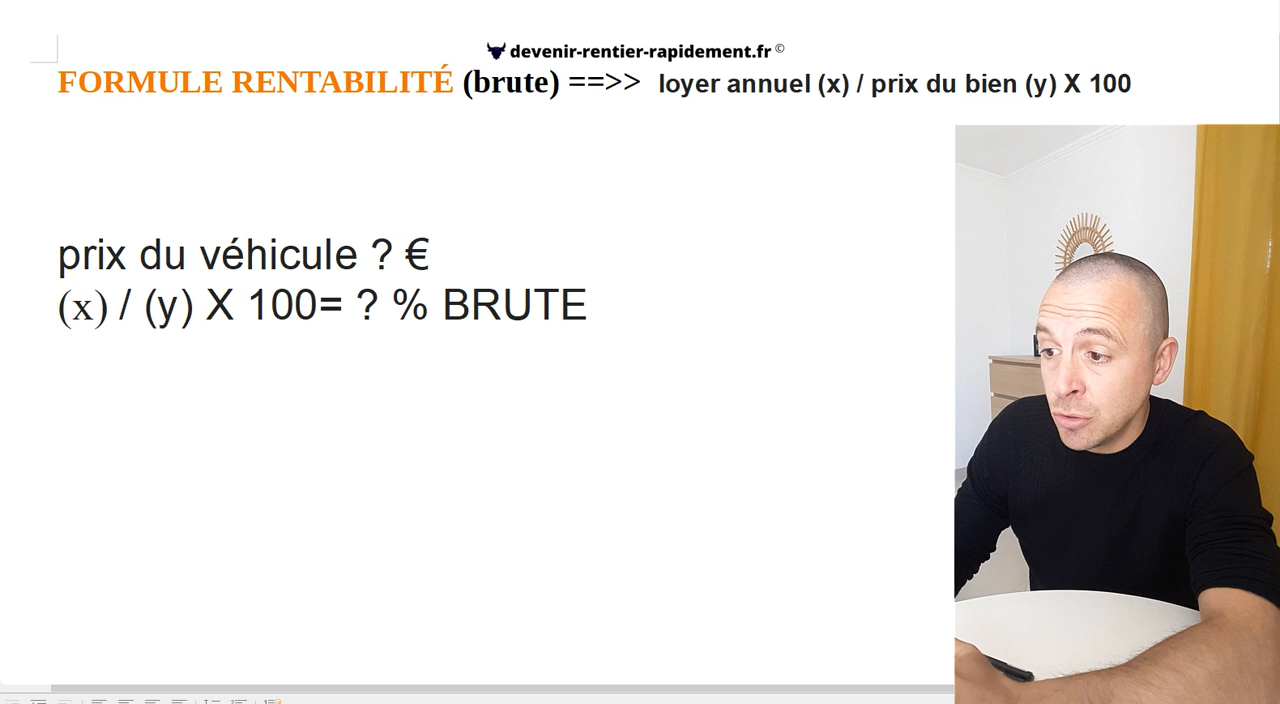 devenir-rentier-rapidement.fr ©
FORMULE RENTABILITÉ (brute) ==>> loyer annuel (x) / prix du bien (y) X 100
prix du véhicule ? €
(x) / (y) X 100= ? % BRUTE